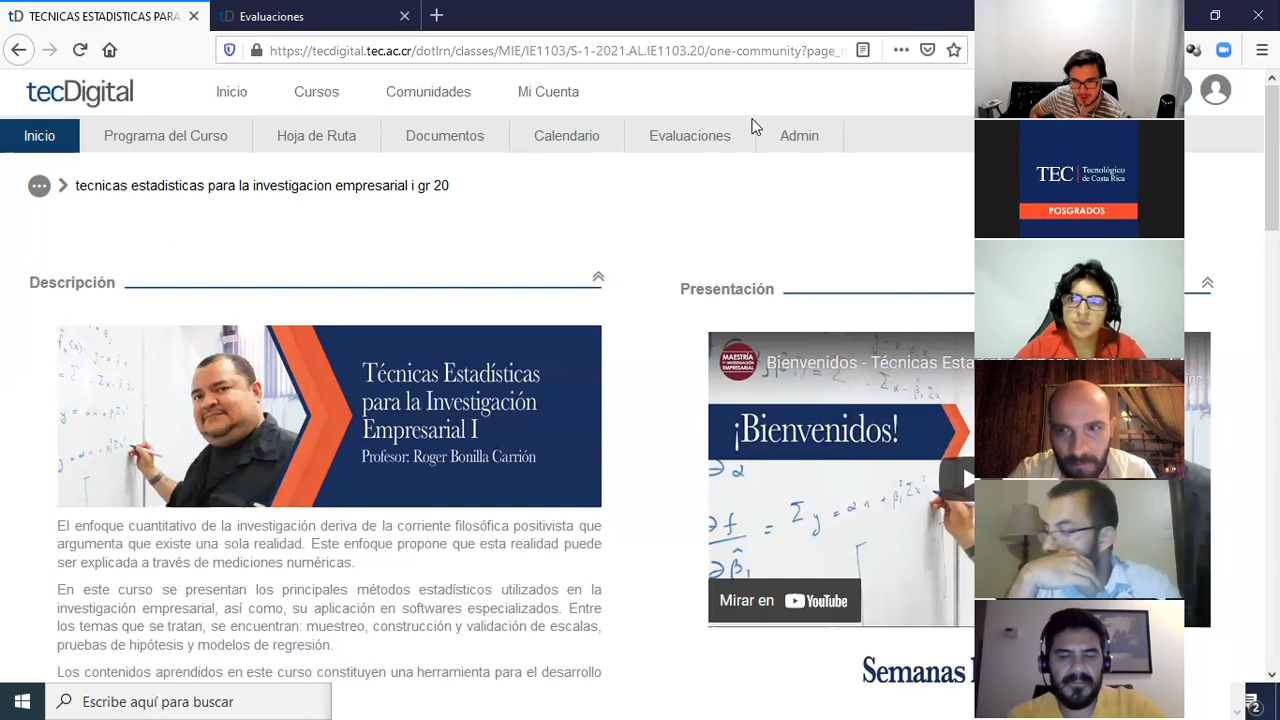 TECNICAS ESTADISTICAS PARA
Evaluaciones
https://tecdigital.tec.ac.cr/dotlrn/classes/MIE/IE1103/S-1-2021.AL.IE1103.20/one-community?page_n
tecDigital
Inicio
Cursos
Comunidades
Mi Cuenta
Inicio
Programa del Curso
Hoja de Ruta
Documentos
Calendario
Evaluaciones
Admin
tecnicas estadisticas para la investigacion empresarial i gr 20
TEC Tecnológico
de Costa Rica
POSGRADOS
Descripción
Técnicas Estadísticas
para la Investigación
Empresarial I
Profesor: Roger Bonilla Carrión
El enfoque cuantitativo de la investigación deriva de la corriente filosófica positivista que
argumenta que existe una sola realidad. Este enfoque propone que esta realidad puede
ser explicada a través de mediciones numéricas.
En este curso se presentan los principales métodos estadísticos utilizados en la
investigación empresarial, así como, su aplicación en softwares especializados. Entre
los temas que se tratan, se encuentran: muestreo, construcción y validación de escalas,
pruebas de hipótesis y modelos de regresión.
Los contenidos aprendidos en este curso constituyen una herramienta para el desarrollo
Presentación
MAESTRÍA
EMPRESARIAL
Bienvenidos - Técnicas Esta
¡Bienvenidos!
Mirar en YouTube
Semanas
Escribe aquí para buscar
2